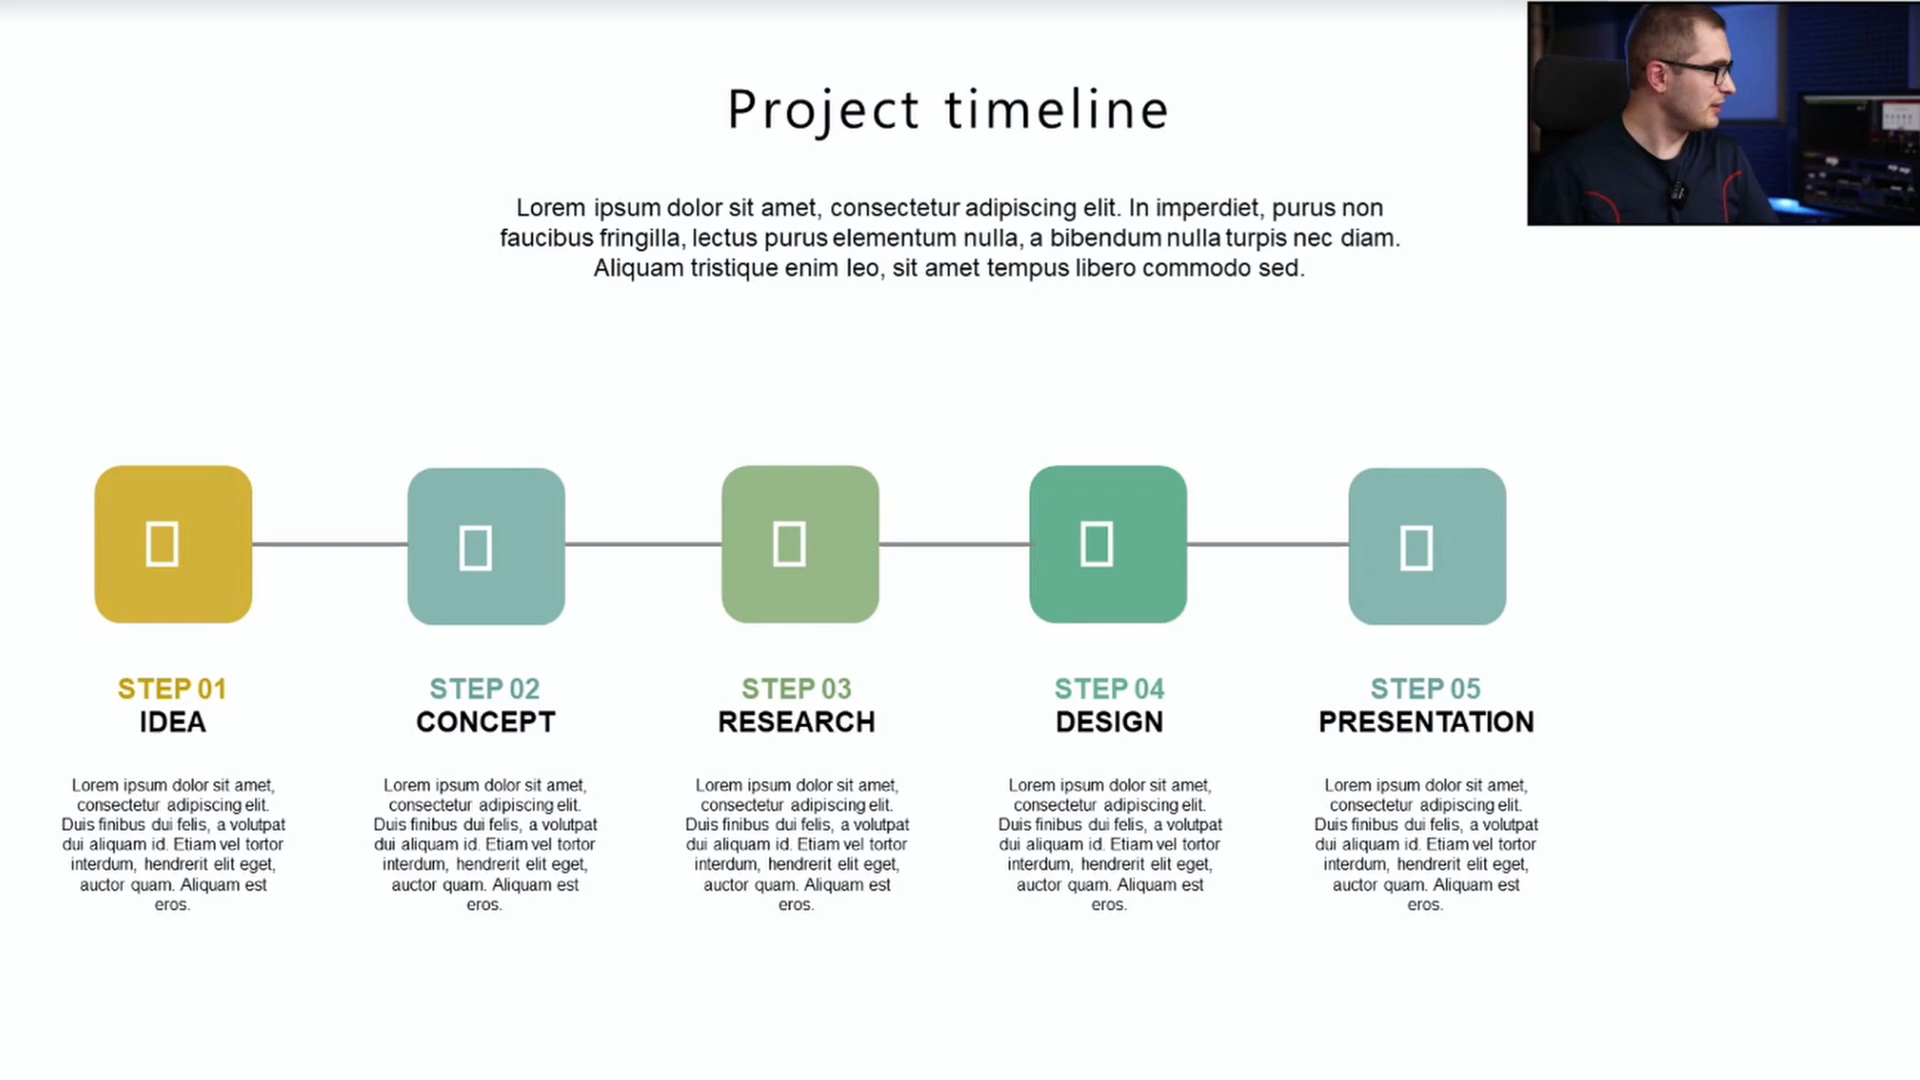 Project timeline
Lorem ipsum dolor sit amet, consectetur adipiscing elit. In imperdiet, purus non
faucibus fringilla, lectus purus elementum nulla, a bibendum nulla turpis nec diam.
Aliquam tristique enim leo, sit amet tempus libero commodo sed.
STEP 01
IDEA
Lorem ipsum dolor sit amet,
consectetur adipiscing elit.
Duis finibus dui felis, a volutpat
dui aliquam id. Etiam vel tortor
interdum, hendrerit elit eget,
auctor quam. Aliquam est
eros.
STEP 02
CONCEPT
Lorem ipsum dolor sit amet,
consectetur adipiscing elit.
Duis finibus dui felis, a volutpat
dui aliquam id. Etiam vel tortor
interdum, hendrerit elit eget,
auctor quam. Aliquam est
eros.
STEP 03
RESEARCH
Lorem ipsum dolor sit amet,
consectetur adipiscing elit.
Duis finibus dui felis, a volutpat
dui aliquam id. Etiam vel tortor
interdum, hendrerit elit eget,
auctor quam. Aliquam est
eros.
STEP 04
DESIGN
Lorem ipsum dolor sit amet,
consectetur adipiscing elit.
Duis finibus dui felis, a volutpat
dui aliquam id. Etiam vel tortor
interdum, hendrerit elit eget,
auctor quam. Aliquam est
eros.
STEP 05
PRESENTATION
Lorem ipsum dolor sit amet,
consectetur adipiscing elit.
Duis finibus dui felis, a volutpat
dui aliquam id. Etiam vel tortor
interdum, hendrerit elit eget,
auctor quam. Aliquam est
eros.